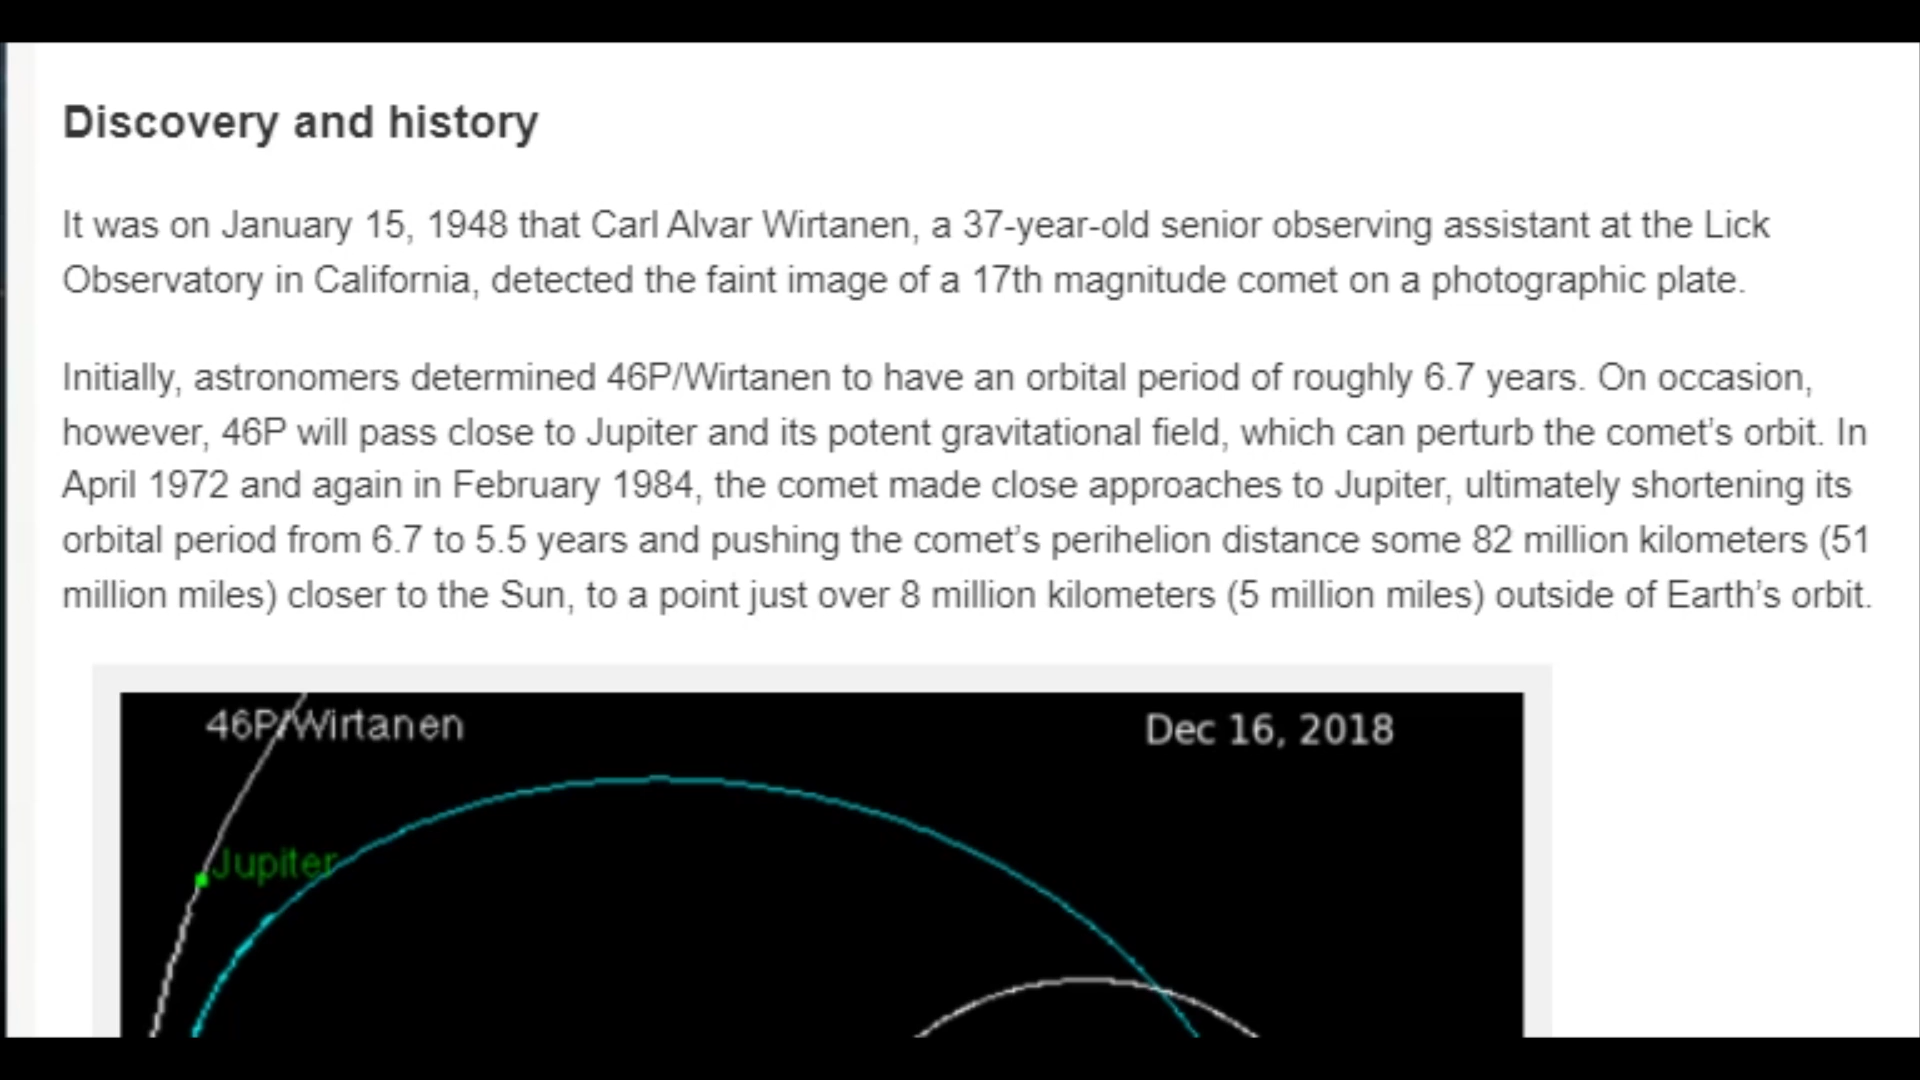 Discovery and history
It was on January 15, 1948 that Carl Alvar Wirtanen, a 37-year-old senior observing assistant at the Lick
Observatory in California, detected the faint image of a 17th magnitude comet on a photographic plate.
Initially, astronomers determined 46P/Wirtanen to have an orbital period of roughly 6.7 years. On occasion,
however, 46P will pass close to Jupiter and its potent gravitational field, which can perturb the comet’s orbit. In
April 1972 and again in February 1984, the comet made close approaches to Jupiter, ultimately shortening its
orbital period from 6.7 to 5.5 years and pushing the comet’s perihelion distance some 82 million kilometers (51
million miles) closer to the Sun, to a point just over 8 million kilometers (5 million miles) outside of Earth’s orbit.
46P/Wirtanen
Dec 16, 2018
Jupiter